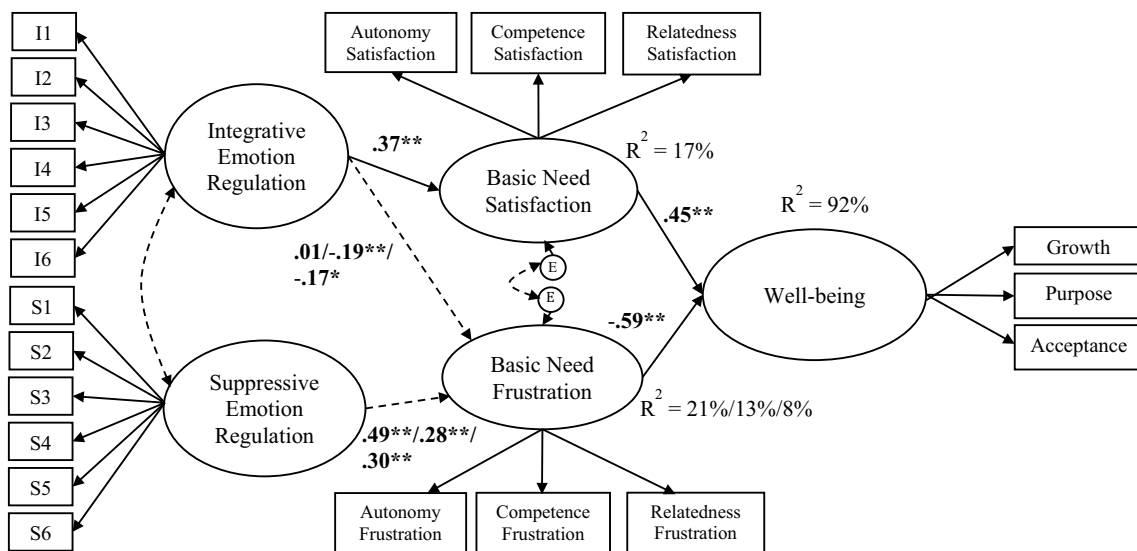 I1
I2
I3
I4
I5
I6
S1
S2
S3
S4
S5
S6
Integrative
Emotion
Regulation
Suppressive
Emotion
Regulation
.37**
.01/-.19**/
-.17*
.49**/.28**/
.30**
Autonomy
Satisfaction
Competence
Satisfaction
Relatedness
Satisfaction
Basic Need
Satisfaction
R² = 17%
E
E
Basic Need
Frustration
R² = 21%/13%/8%
Autonomy
Frustration
Competence
Frustration
Relatedness
Frustration
.45**
-.59**
R² = 92%
Well-being
Growth
Purpose
Acceptance